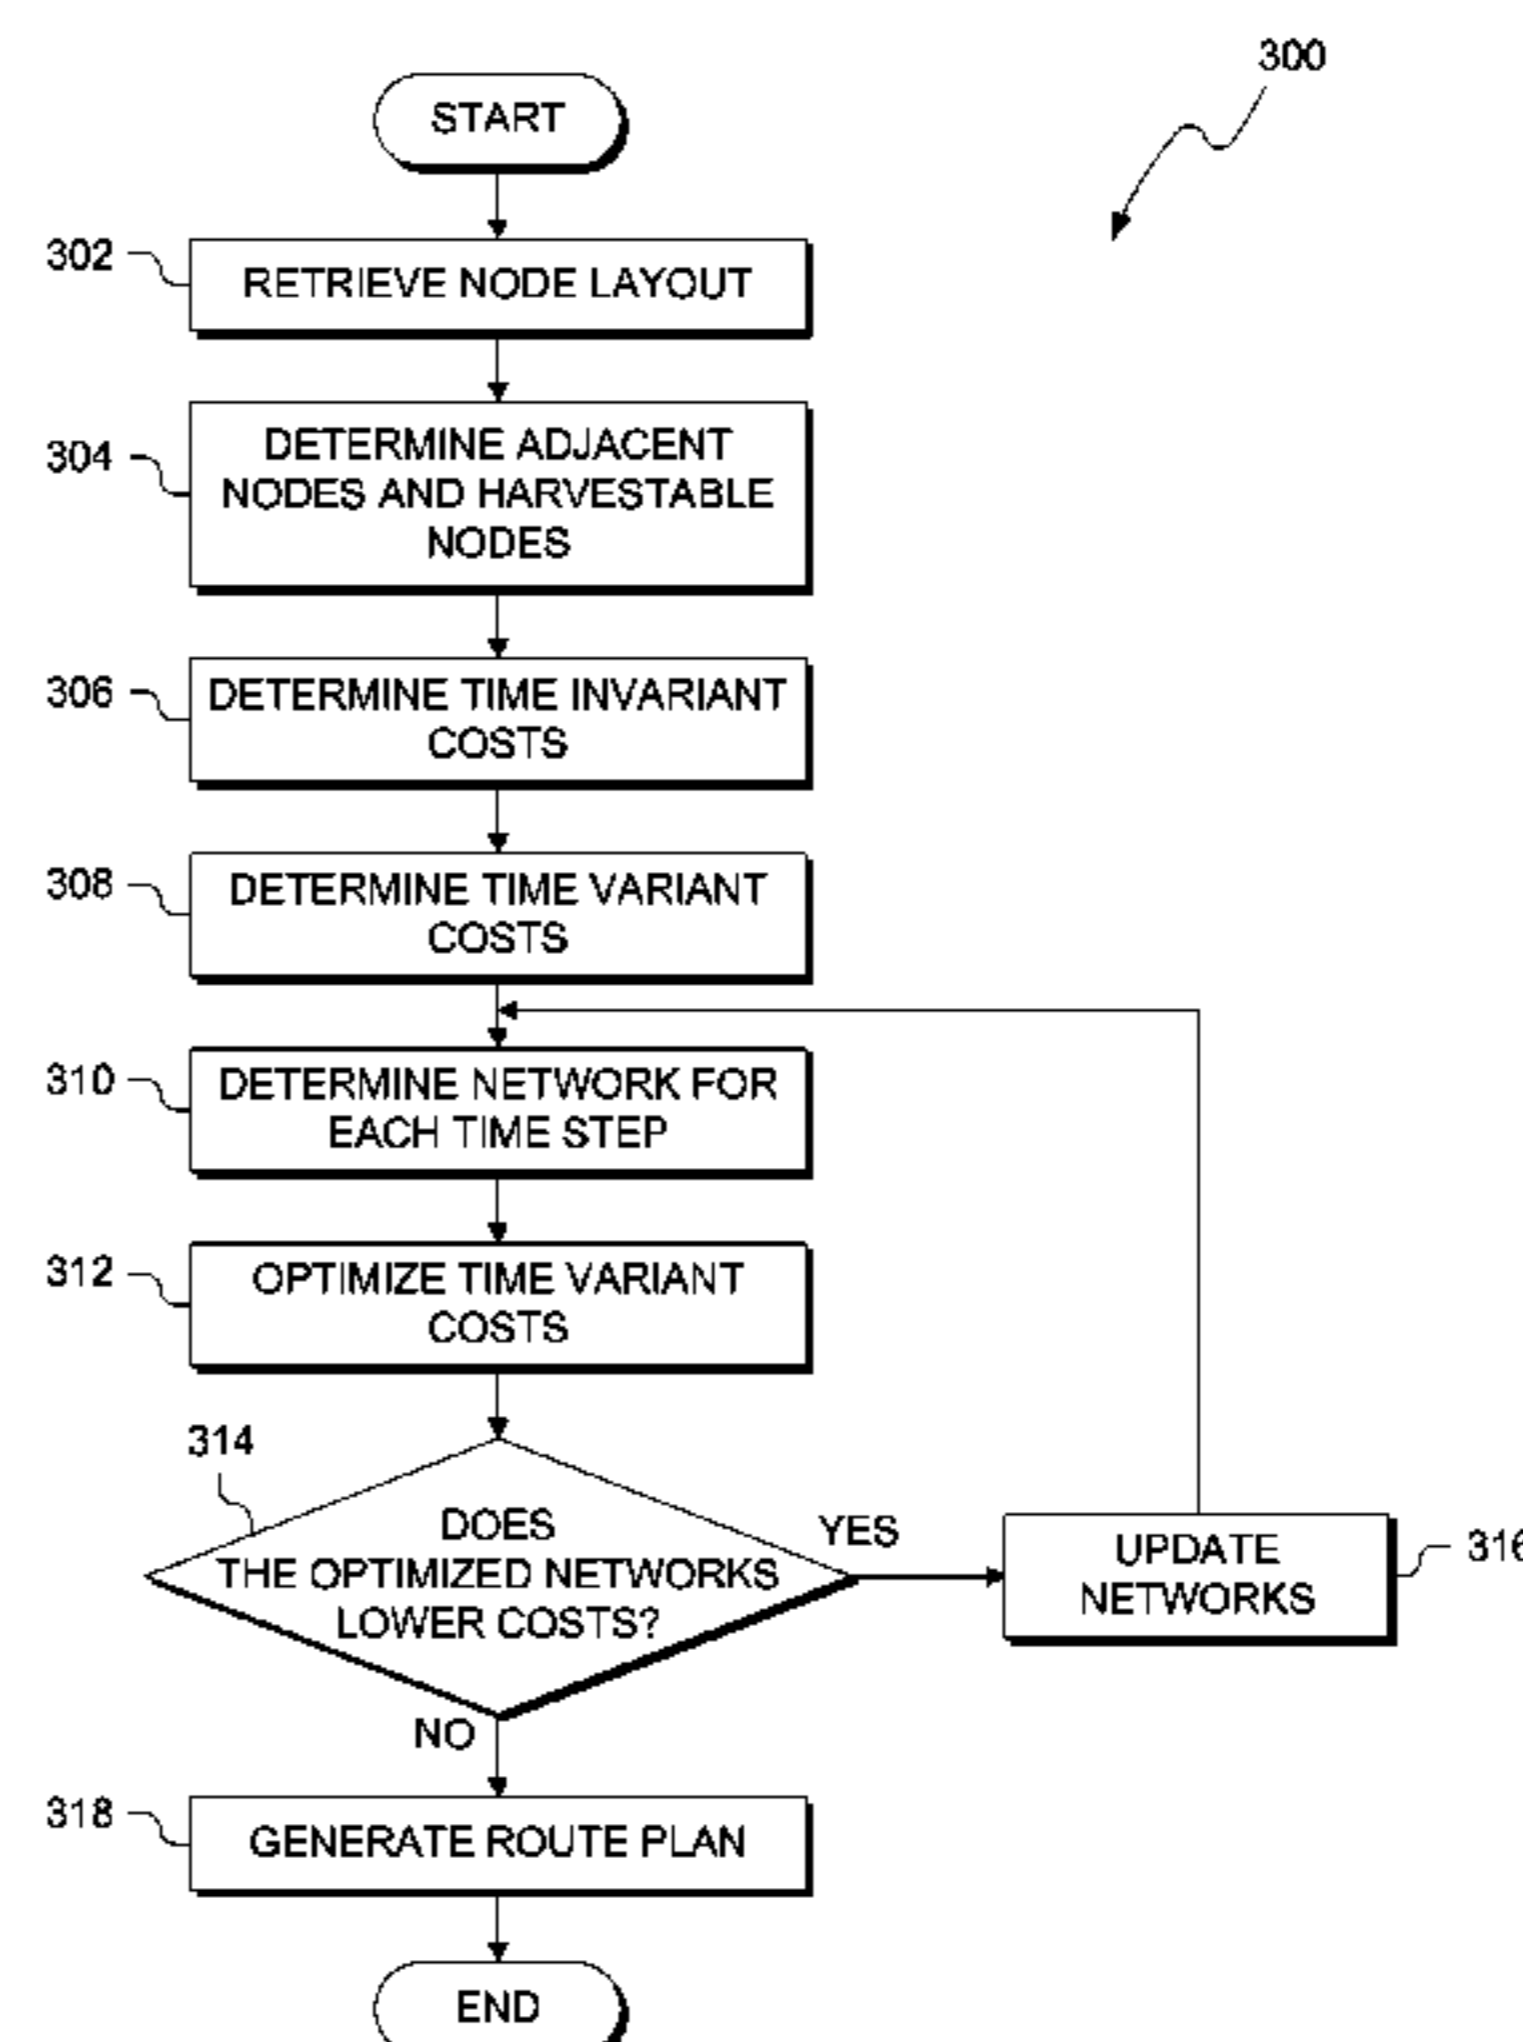 300
START
302
RETRIEVE NODE LAYOUT
304
DETERMINE ADJACENT
NODES AND HARVESTABLE
NODES
306
DETERMINE TIME INVARIANT
COSTS
308
DETERMINE TIME VARIANT
COSTS
310
DETERMINE NETWORK FOR
EACH TIME STEP
312
OPTIMIZE TIME VARIANT
COSTS
314
DOES
THE OPTIMIZED NETWORKS
LOWER COSTS?
YES
UPDATE
NETWORKS
316
NO
318
GENERATE ROUTE PLAN
END